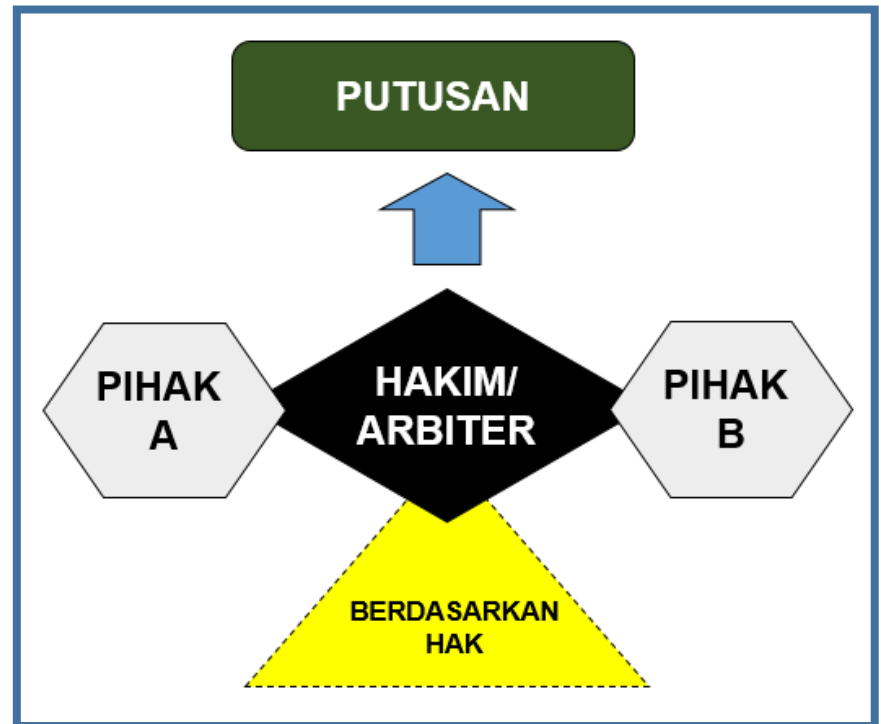 PUTUSAN
PIHAK
A
HAKIM/
ARBITER
PIHAK
B
BERDASARKAN
HAK